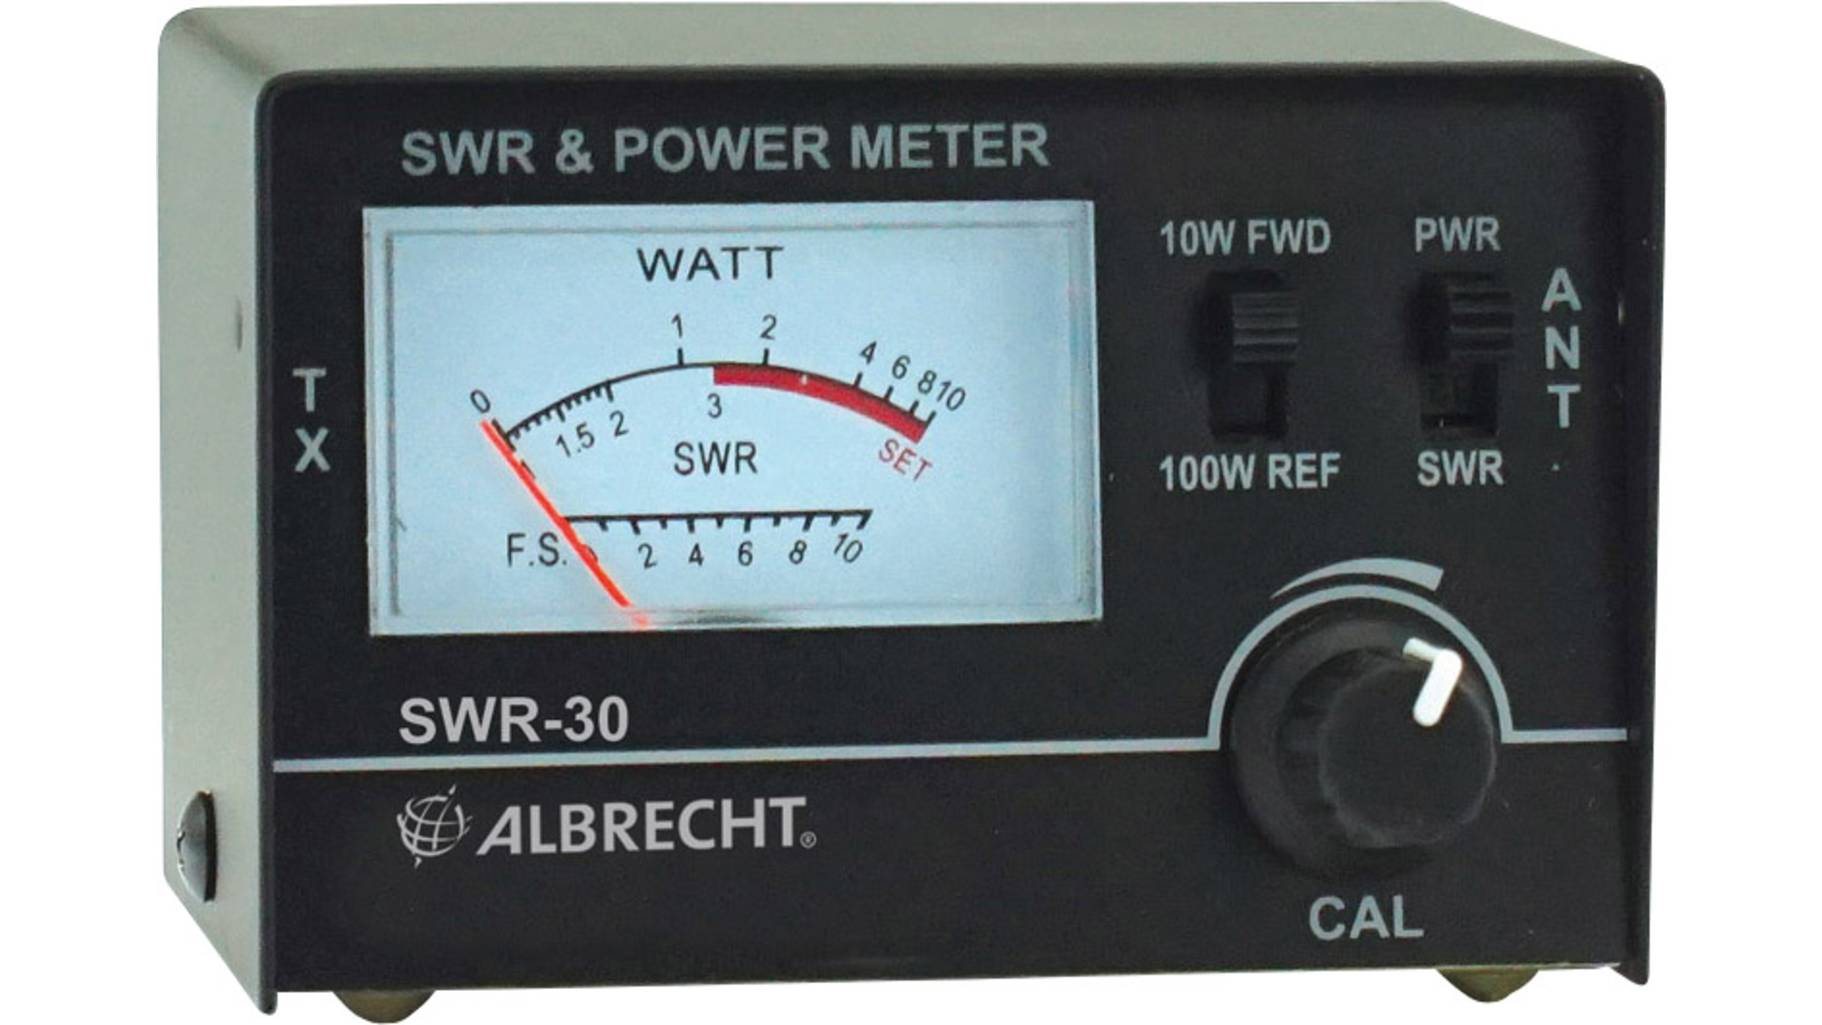 SWR & POWER METER
WATT
0 1 2 4 6 8 10
1.5 2 3
SWR
SET
F.S. 2 4 6 8 10
TX
10W FWD
100W REF
PWR
SWR
ANT
SWR-30
ALBRECHT®
CAL